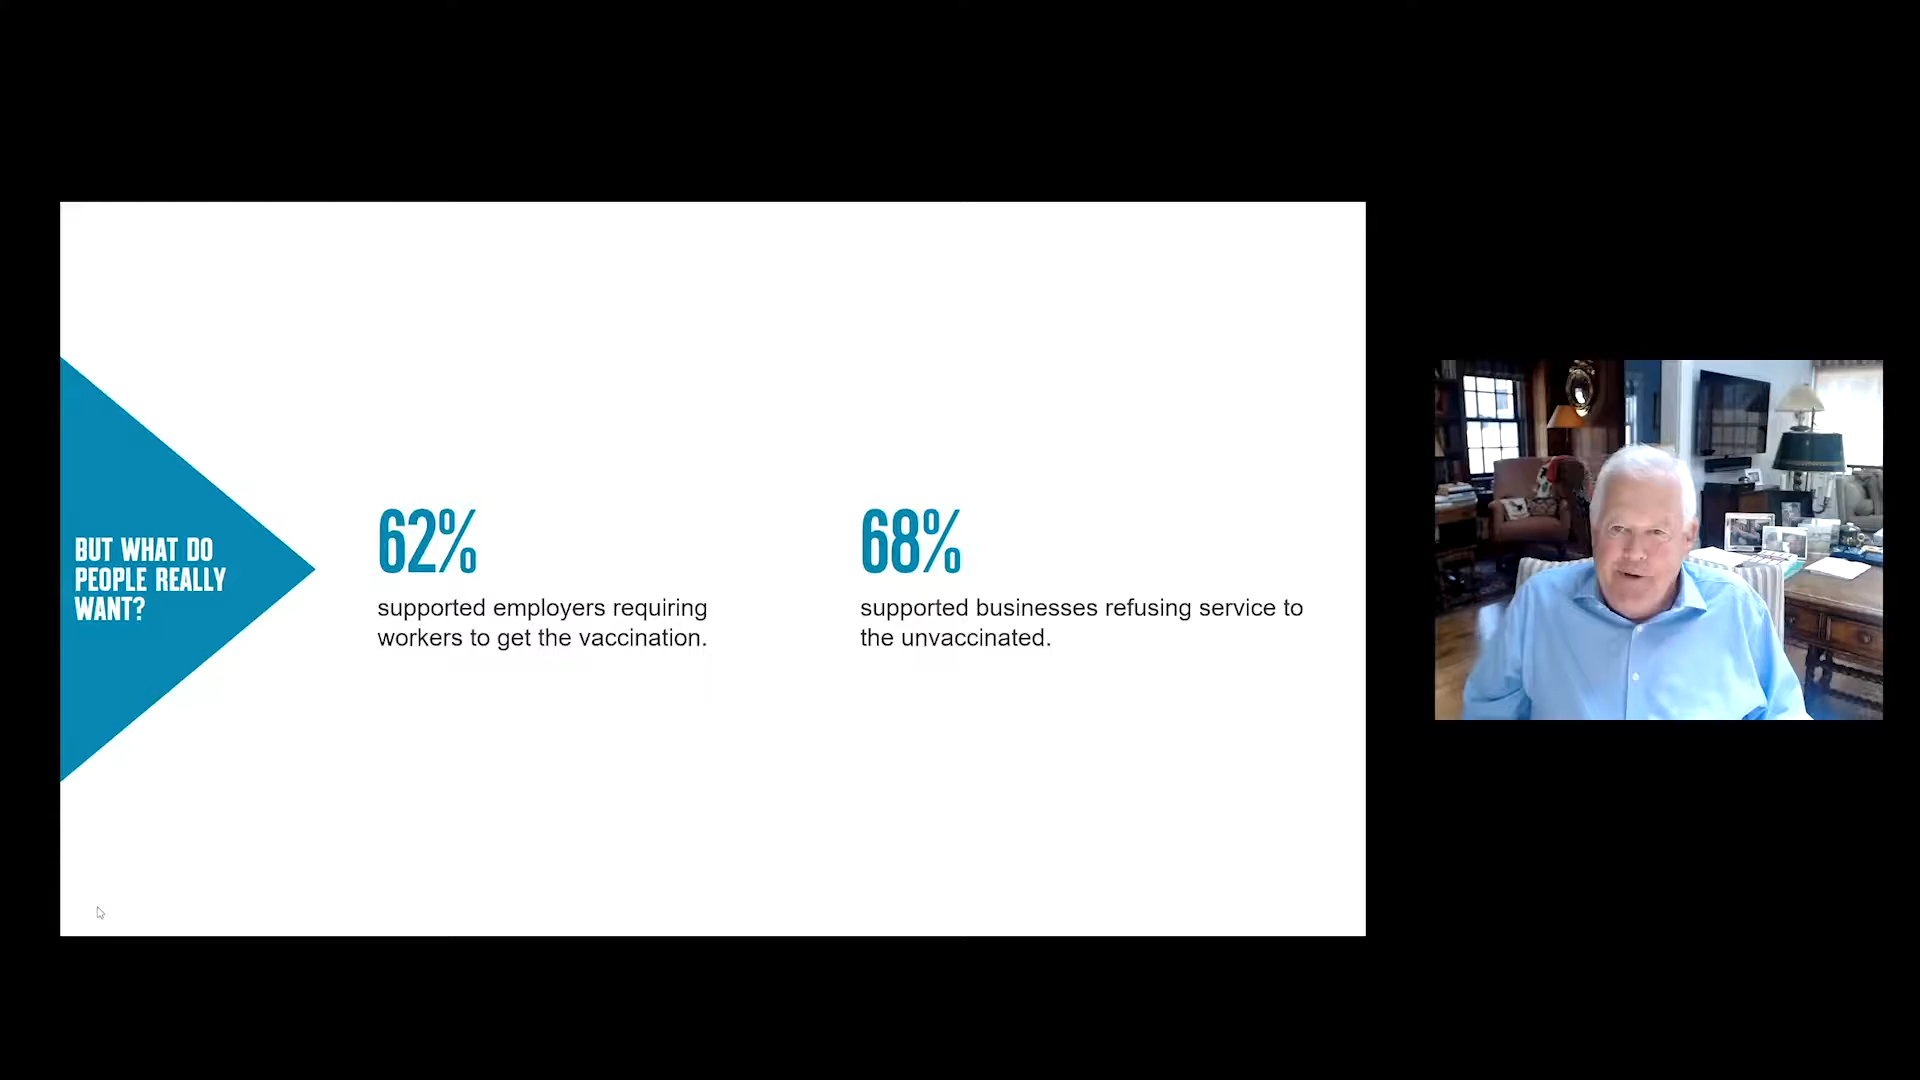 BUT WHAT DO
PEOPLE REALLY
WANT?
62%
supported employers requiring
workers to get the vaccination.
68%
supported businesses refusing service to
the unvaccinated.